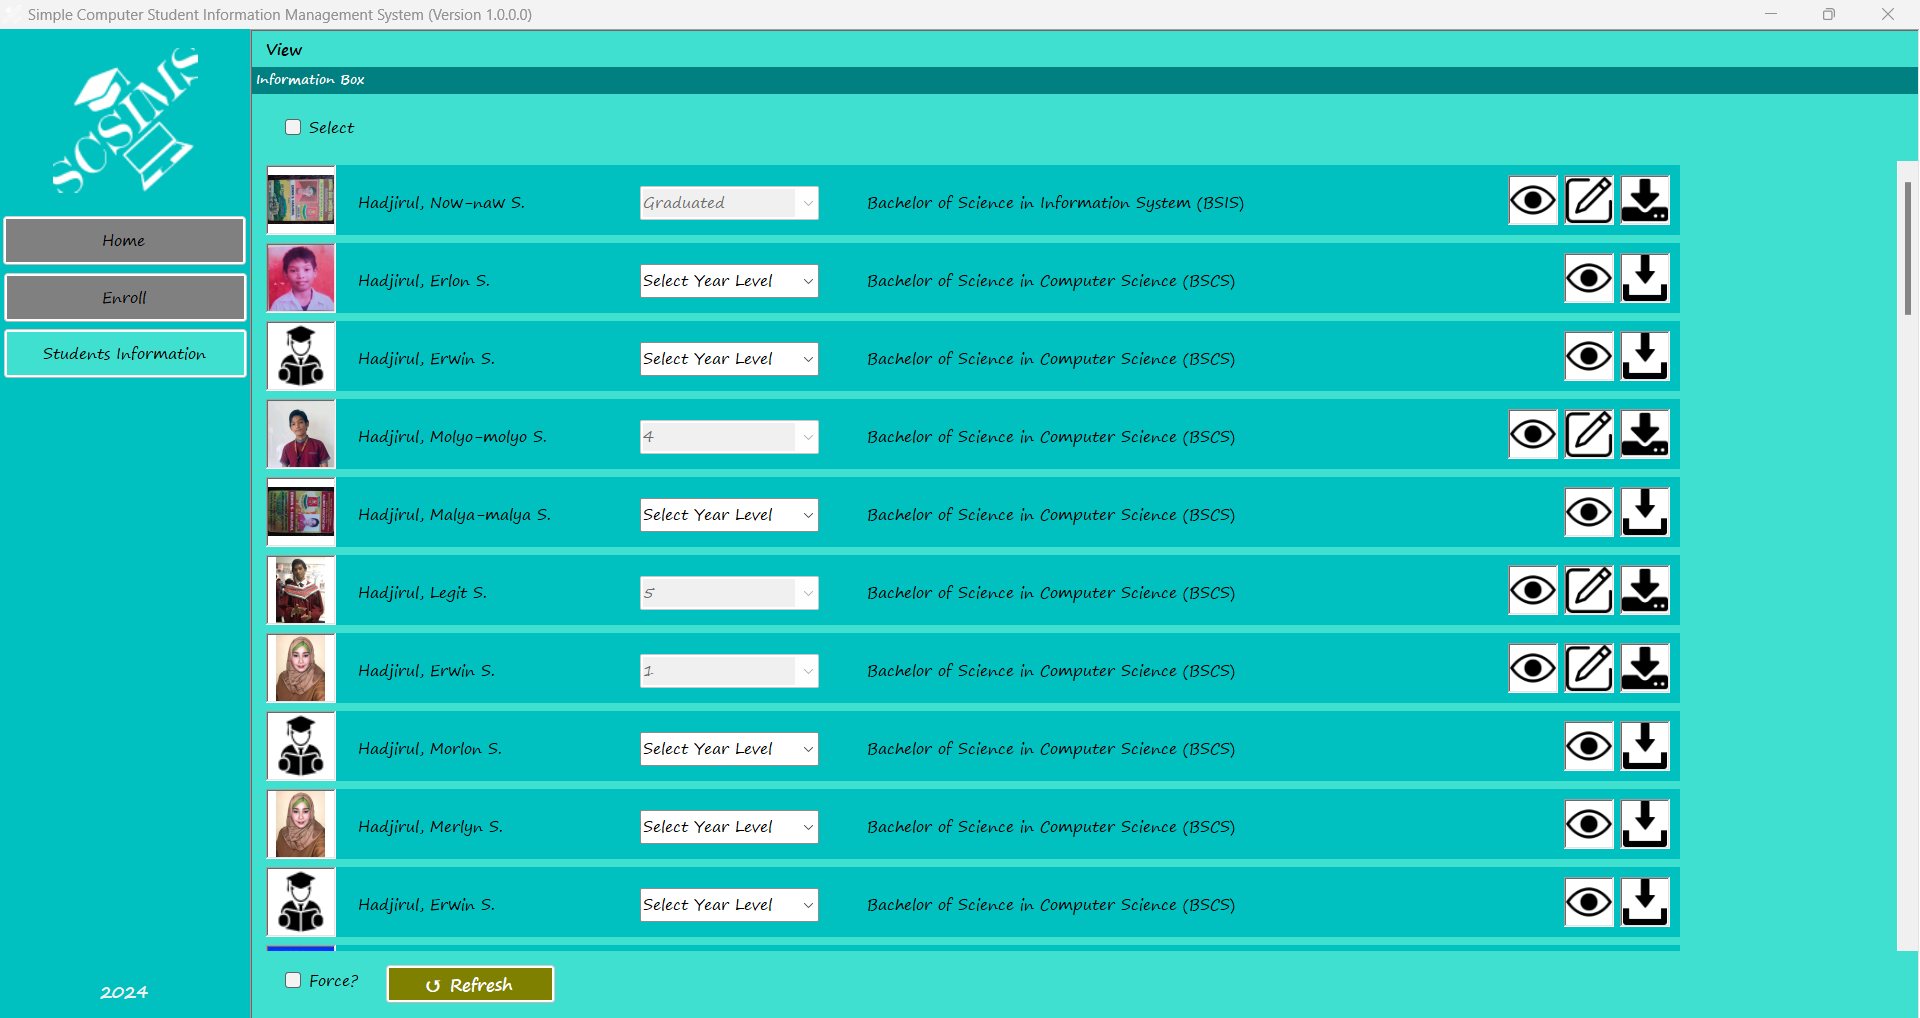 Simple Computer Student Information Management System (Version 1.0.0.0)
SCSIMS
Home
Enroll
Students Information
2024
View
Information Box
Select
Hadjirul, Now-naw S. Graduated Bachelor of Science in Information System (BSIS)
Hadjirul, Erlon S. Select Year Level Bachelor of Science in Computer Science (BSCS)
Hadjirul, Erwin S. Select Year Level Bachelor of Science in Computer Science (BSCS)
Hadjirul, Molyo-molyo S. 4 Bachelor of Science in Computer Science (BSCS)
Hadjirul, Malya-malya S. Select Year Level Bachelor of Science in Computer Science (BSCS)
Hadjirul, Legit S. 5 Bachelor of Science in Computer Science (BSCS)
Hadjirul, Erwin S. 1 Bachelor of Science in Computer Science (BSCS)
Hadjirul, Morlon S. Select Year Level Bachelor of Science in Computer Science (BSCS)
Hadjirul, Merlyn S. Select Year Level Bachelor of Science in Computer Science (BSCS)
Hadjirul, Erwin S. Select Year Level Bachelor of Science in Computer Science (BSCS)
Force? ↺ Refresh